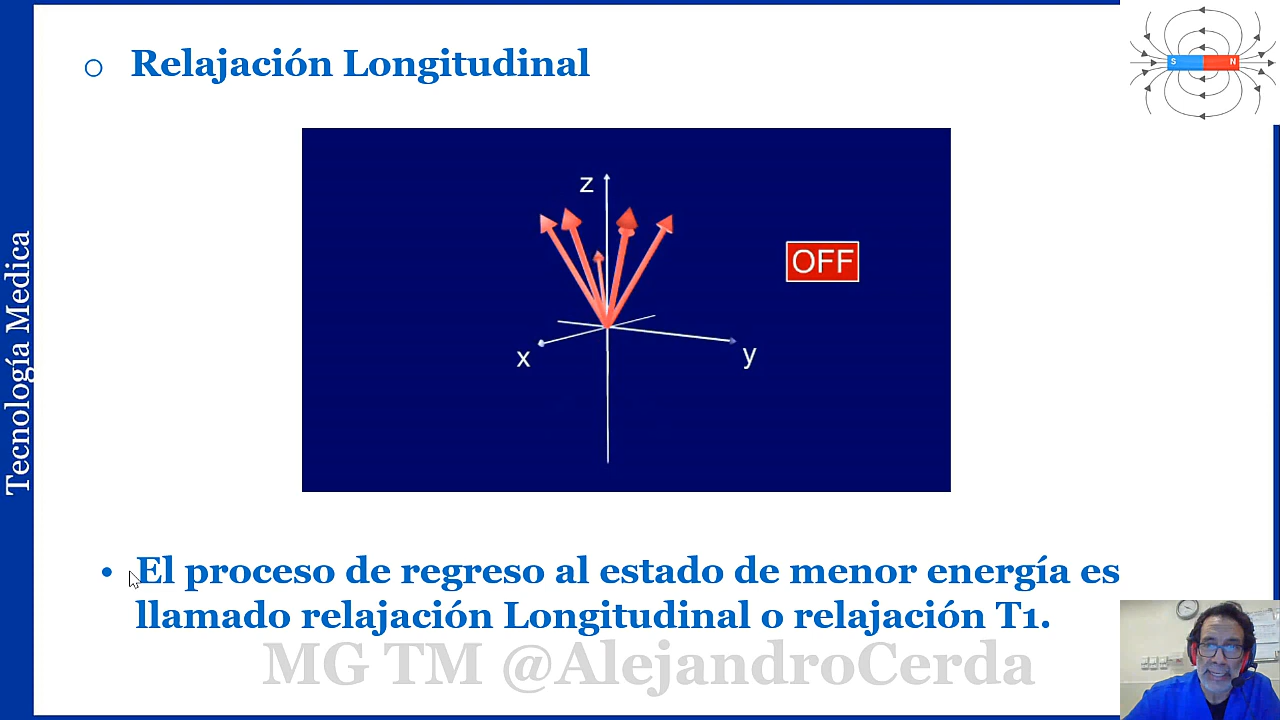 Relajación Longitudinal
S N
z
OFF
x
y
Tecnología Medica
El proceso de regreso al estado de menor energía es
llamado relajación Longitudinal o relajación T1.
MG TM @AlejandroCerda